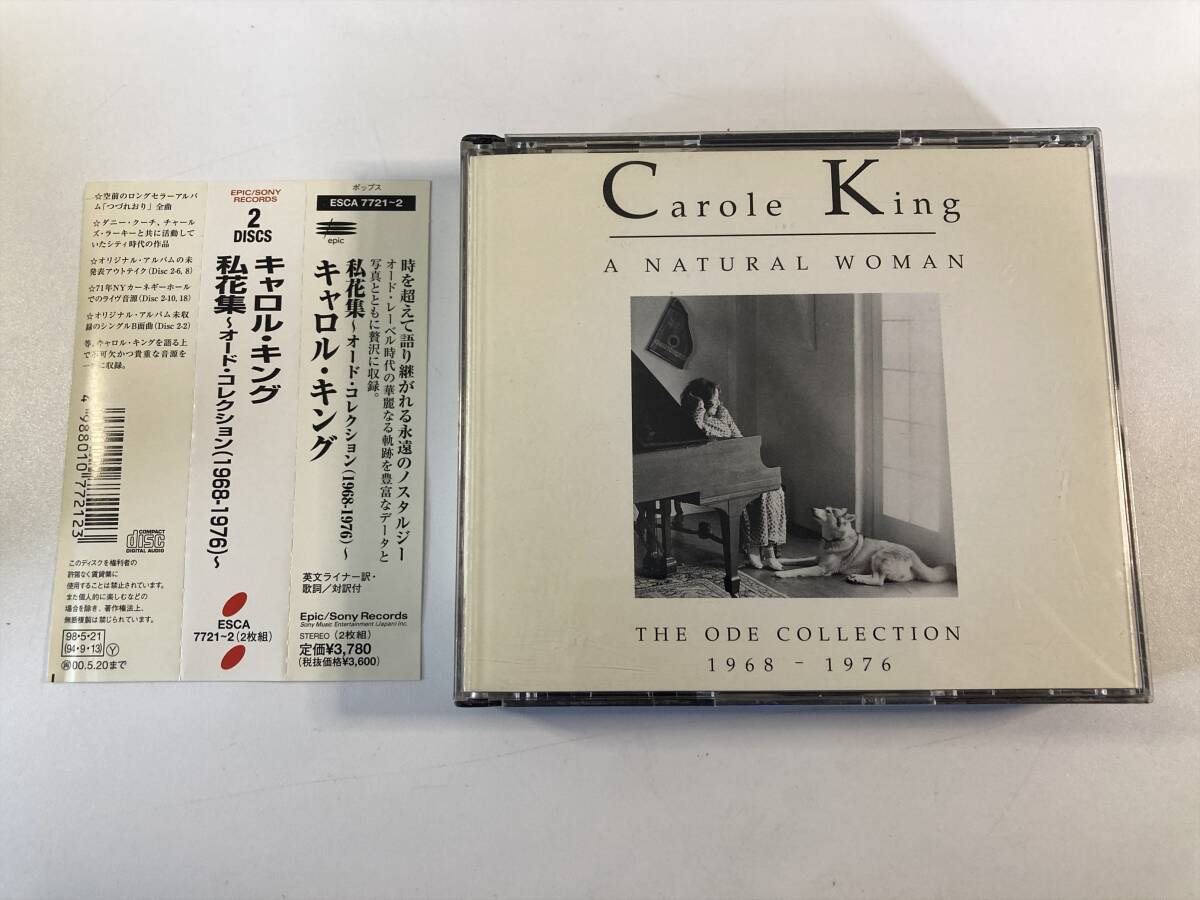 ☆空前のロングセラーアルバ
ム「つづれおり」全曲
☆ダニー・クーチ、チャール
ズ・ラーキーと共に活動して
いたシティ時代の作品
☆オリジナル・アルバムの未
発表アウトテイク(Disc 2-6, 8)
☆71年NYカーネギーホール
でのライヴ音源(Disc 2-10, 18)
☆オリジナル・アルバム未収
録のシングルB面曲(Disc 2-2)
等、キャロル・キングを語る上
で不可欠かつ貴重な音源を
一挙に収録。
4 988010 772123
COMPACT
disc
DIGITAL AUDIO
このディスクを権利者の
許諾なく賃貸業に
使用することは禁止されています。
また個人的に楽しむなどの
場合を除き、著作権法上、
無断複製は禁じられています。
98・5・21
(94・9・13) Y
再00.5.20まで
EPIC/SONY
RECORDS
2
DISCS
キャロル・キング
私花集～オード・コレクション(1968-1976)～
ESCA
7721~2(2枚組)
ポップス
ESCA 7721~2
epic
時を超えて語り継がれる永遠のノスタルジー
オード・レーベル時代の華麗なる軌跡を豊富なデータと
写真とともに贅沢に収録。
私花集～オード・コレクション(1968-1976)～
キャロル・キング
英文ライナー訳・
歌詞／対訳付
Epic/Sony Records
Sony Music Entertainment (Japan) Inc.
STEREO (2枚組)
定価¥3,780
(税抜価格¥3,600)
Carole King
A NATURAL WOMAN
THE ODE COLLECTION
1968 - 1976